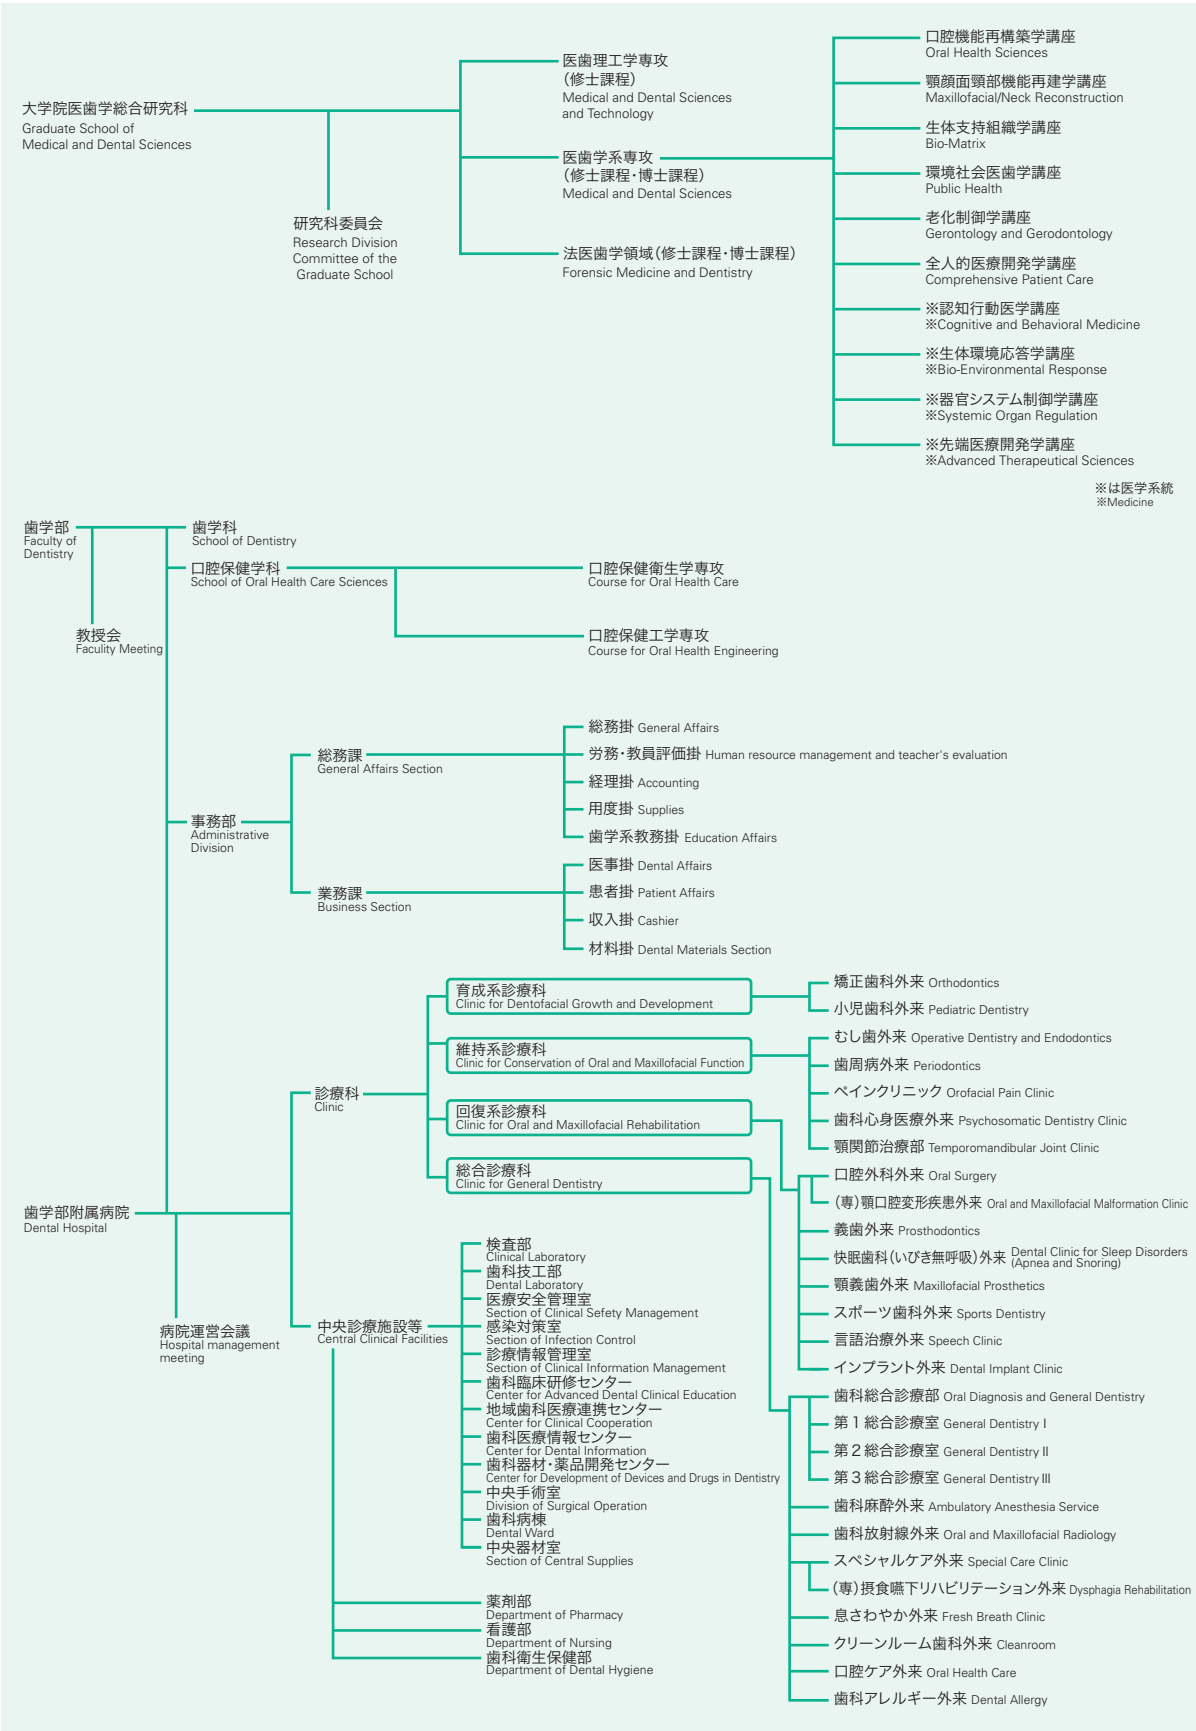 大学院医歯学総合研究科
Graduate School of
Medical and Dental Sciences
研究科委員会
Research Division
Committee of the
Graduate School
医歯理工学専攻
(修士課程)
Medical and Dental Sciences
and Technology
医歯学系専攻
(修士課程・博士課程)
Medical and Dental Sciences
法医歯学領域(修士課程・博士課程)
Forensic Medicine and Dentistry
口腔機能再構築学講座
Oral Health Sciences
顎顔面頸部機能再建学講座
Maxillofacial/Neck Reconstruction
生体支持組織学講座
Bio-Matrix
環境社会医歯学講座
Public Health
老化制御学講座
Gerontology and Gerodontology
全人的医療開発学講座
Comprehensive Patient Care
※認知行動医学講座
※Cognitive and Behavioral Medicine
※生体環境応答学講座
※Bio-Environmental Response
※器官システム制御学講座
※Systemic Organ Regulation
※先端医療開発学講座
※Advanced Therapeutical Sciences
※は医学系統
※Medicine
歯学部
Faculty of
Dentistry
教授会
Faculity Meeting
歯学科
School of Dentistry
口腔保健学科
School of Oral Health Care Sciences
口腔保健衛生学専攻
Course for Oral Health Care
口腔保健工学専攻
Course for Oral Health Engineering
事務部
Administrative
Division
総務課
General Affairs Section
総務掛 General Affairs
労務・教員評価掛 Human resource management and teacher's evaluation
経理掛 Accounting
用度掛 Supplies
歯学系教務掛 Education Affairs
業務課
Business Section
医事掛 Dental Affairs
患者掛 Patient Affairs
収入掛 Cashier
材料掛 Dental Materials Section
歯学部附属病院
Dental Hospital
病院運営会議
Hospital management
meeting
診療科
Clinic
育成系診療科
Clinic for Dentofacial Growth and Development
維持系診療科
Clinic for Conservation of Oral and Maxillofacial Function
回復系診療科
Clinic for Oral and Maxillofacial Rehabilitation
総合診療科
Clinic for General Dentistry
矯正歯科外来 Orthodontics
小児歯科外来 Pediatric Dentistry
むし歯外来 Operative Dentistry and Endodontics
歯周病外来 Periodontics
ペインクリニック Orofacial Pain Clinic
歯科心身医療外来 Psychosomatic Dentistry Clinic
顎関節治療部 Temporomandibular Joint Clinic
口腔外科外来 Oral Surgery
(専)顎口腔変形疾患外来 Oral and Maxillofacial Malformation Clinic
義歯外来 Prosthodontics
快眠歯科(いびき無呼吸)外来 Dental Clinic for Sleep Disorders
(Apnea and Snoring)
顎義歯外来 Maxillofacial Prosthetics
スポーツ歯科外来 Sports Dentistry
言語治療外来 Speech Clinic
インプラント外来 Dental Implant Clinic
歯科総合診療部 Oral Diagnosis and General Dentistry
第1総合診療室 General Dentistry I
第2総合診療室 General Dentistry II
第3総合診療室 General Dentistry III
歯科麻酔外来 Ambulatory Anesthesia Service
歯科放射線外来 Oral and Maxillofacial Radiology
スペシャルケア外来 Special Care Clinic
(専)摂食嚥下リハビリテーション外来 Dysphagia Rehabilitation
息さわやか外来 Fresh Breath Clinic
クリーンルーム歯科外来 Cleanroom
口腔ケア外来 Oral Health Care
歯科アレルギー外来 Dental Allergy
中央診療施設等
Central Clinical Facilities
検査部
Clinical Laboratory
歯科技工部
Dental Laboratory
医療安全管理室
Section of Clinical Safety Management
感染対策室
Section of Infection Control
診療情報管理室
Section of Clinical Information Management
歯科臨床研修センター
Center for Advanced Dental Clinical Education
地域歯科医療連携センター
Center for Clinical Cooperation
歯科医療情報センター
Center for Dental Information
歯科器材・薬品開発センター
Center for Development of Devices and Drugs in Dentistry
中央手術室
Division of Surgical Operation
歯科病棟
Dental Ward
中央器材室
Section of Central Supplies
薬剤部
Department of Pharmacy
看護部
Department of Nursing
歯科衛生保健部
Department of Dental Hygiene